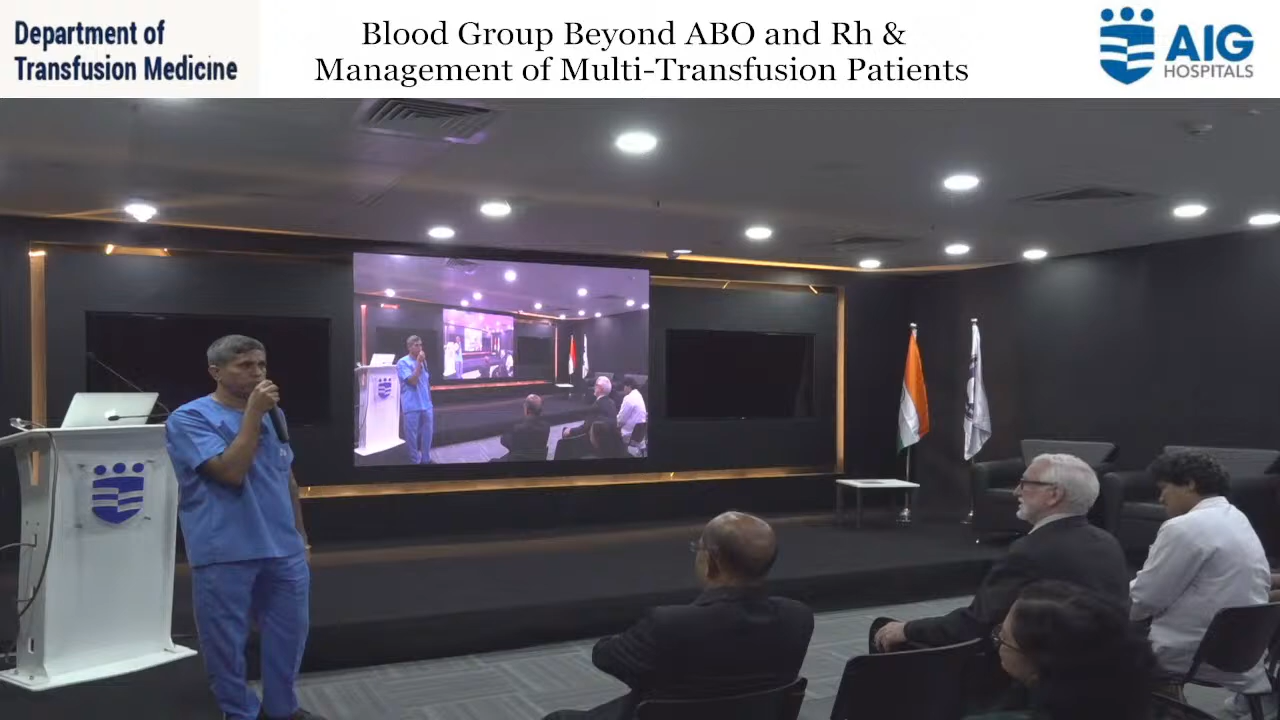 Department of
Transfusion Medicine
Blood Group Beyond ABO and Rh &
Management of Multi-Transfusion Patients
AIG
HOSPITALS